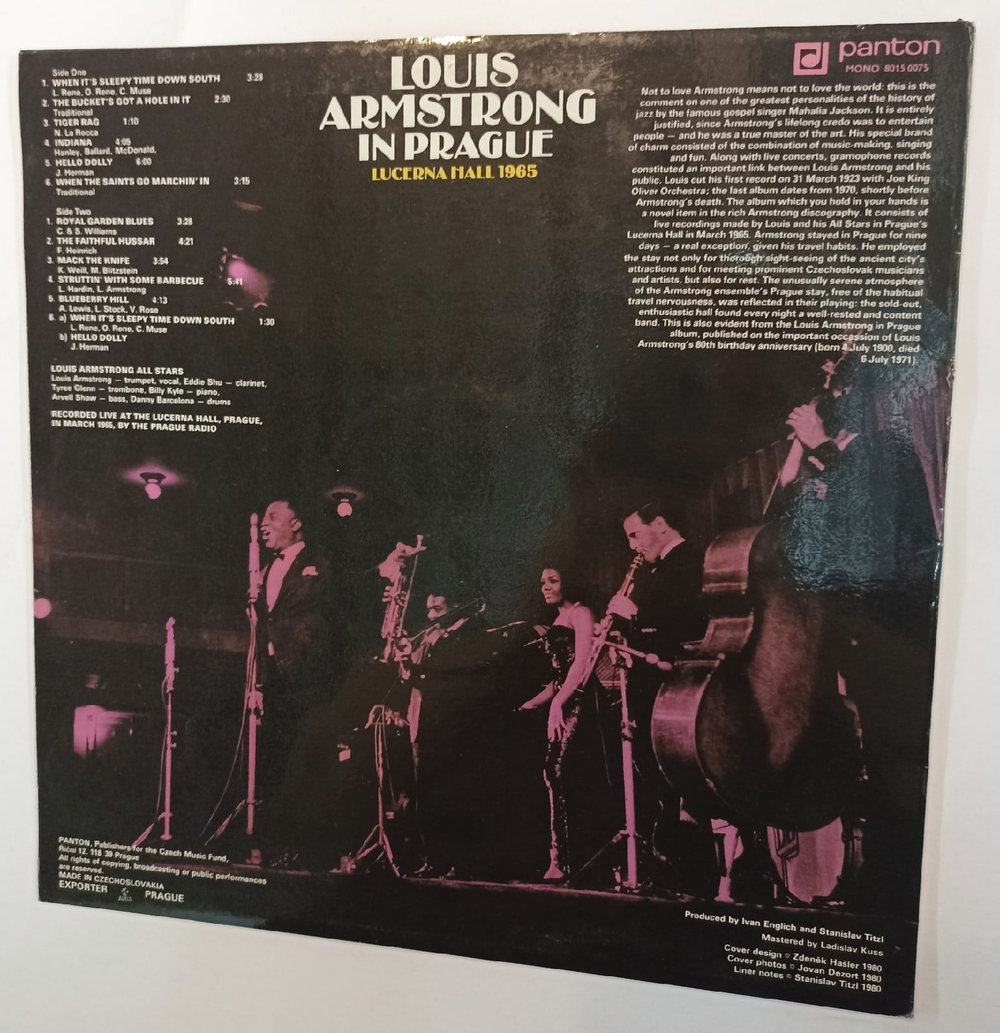 Side One
1. WHEN IT'S SLEEPY TIME DOWN SOUTH 3:28
L. Rene, O. Rene, C. Muse
2. THE BUCKET'S GOT A HOLE IN IT 2:30
Traditional
3. TIGER RAG 1:10
N. La Rocca
4. INDIANA 4:05
Hanley, Ballard, McDonald,
5. HELLO DOLLY 6:00
J. Herman
6. WHEN THE SAINTS GO MARCHIN' IN 3:15
Traditional
Side Two
1. ROYAL GARDEN BLUES 3:28
C. & S. Williams
2. THE FAITHFUL HUSSAR 4:21
F. Heinrich
3. MACK THE KNIFE 3:54
K. Weill, M. Blitzstein
4. STRUTTIN' WITH SOME BARBECUE 5:41
L. Hardin, L. Armstrong
5. BLUEBERRY HILL 4:13
A. Lewis, L. Stock, V. Rose
6. a) WHEN IT'S SLEEPY TIME DOWN SOUTH 1:30
L. Rene, O. Rene, C. Muse
b) HELLO DOLLY
J. Herman
LOUIS ARMSTRONG ALL STARS
Louis Armstrong — trumpet, vocal, Eddie Shu — clarinet,
Tyree Glenn — trombone, Billy Kyle — piano,
Arvell Shaw — bass, Danny Barcelona — drums
RECORDED LIVE AT THE LUCERNA HALL, PRAGUE,
IN MARCH 1965, BY THE PRAGUE RADIO
LOUIS
ARMSTRONG
IN PRAGUE
LUCERNA HALL 1965
panton
MONO 8015 0075
Not to love Armstrong means not to love the world: this is the
comment on one of the greatest personalities of the history of
jazz by the famous gospel singer Mahalia Jackson. It is entirely
justified, since Armstrong's lifelong credo was to entertain
people — and he was a true master of the art. His special brand
of charm consisted of the combination of music-making, singing
and fun. Along with live concerts, gramophone records
constituted an important link between Louis Armstrong and his
public. Louis cut his first record on 31 March 1923 with Joe King
Oliver Orchestra; the last album dates from 1970, shortly before
Armstrong's death. The album which you hold in your hands is
a novel item in the rich Armstrong discography. It consists of
live recordings made by Louis and his All Stars in Prague's
Lucerna Hall in March 1965. Armstrong stayed in Prague for nine
days — a real exception, given his travel habits. He employed
the stay not only for thorough sight-seeing of the ancient city's
attractions and for meeting prominent Czechoslovak musicians
and artists, but also for rest. The unusually serene atmosphere
of the Armstrong ensemble's Prague stay, free of the habitual
travel nervousness, was reflected in their playing: the sold-out,
enthusiastic hall found every night a well-rested and content
band. This is also evident from the Louis Armstrong in Prague
album, published on the important occassion of Louis
Armstrong's 80th birthday anniversary (born 4 July 1900, died
6 July 1971).
PANTON, Publishers for the Czech Music Fund,
Říční 12, 118 39 Prague
All rights of copying, broadcasting or public performances
are reserved.
MADE IN CZECHOSLOVAKIA
EXPORTER ARTIA PRAGUE
Produced by Ivan Englich and Stanislav Titzl
Mastered by Ladislav Kuss
Cover design © Zdeněk Hašler 1980
Cover photos © Jovan Dezort 1980
Liner notes © Stanislav Titzl 1980